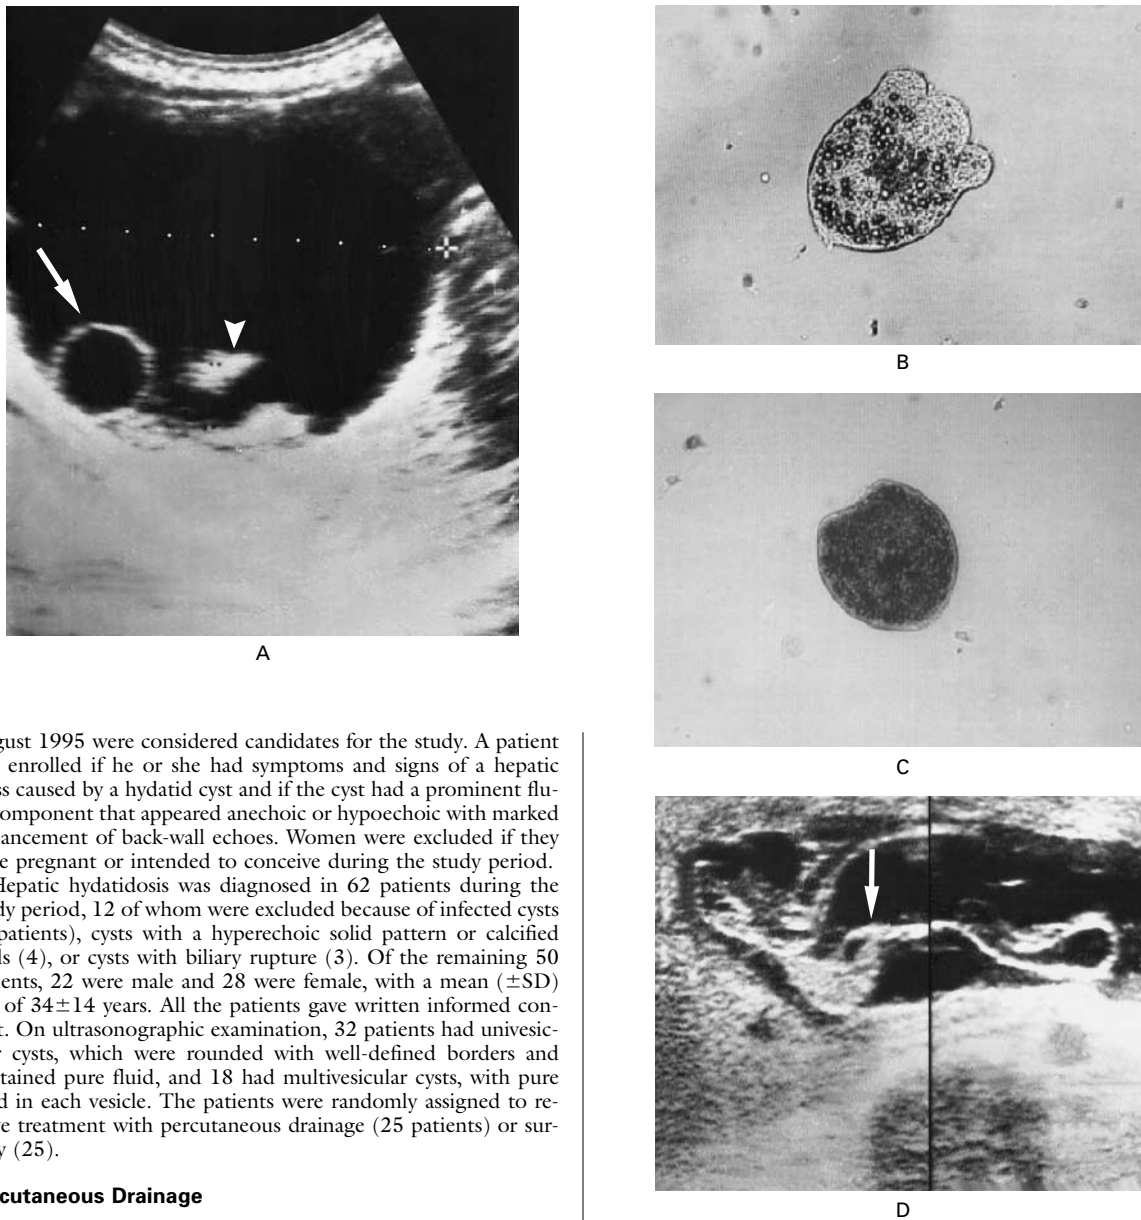 A
gust 1995 were considered candidates for the study. A patient
enrolled if he or she had symptoms and signs of a hepatic
ss caused by a hydatid cyst and if the cyst had a prominent flu-
component that appeared anechoic or hypoechoic with marked
hancement of back-wall echoes. Women were excluded if they
e pregnant or intended to conceive during the study period.
Hepatic hydatidosis was diagnosed in 62 patients during the
dy period, 12 of whom were excluded because of infected cysts
patients), cysts with a hyperechoic solid pattern or calcified
ls (4), or cysts with biliary rupture (3). Of the remaining 50
ients, 22 were male and 28 were female, with a mean (±SD)
of 34±14 years. All the patients gave written informed con-
t. On ultrasonographic examination, 32 patients had univesic-
r cysts, which were rounded with well-defined borders and
tained pure fluid, and 18 had multivesicular cysts, with pure
d in each vesicle. The patients were randomly assigned to re-
ve treatment with percutaneous drainage (25 patients) or sur-
y (25).
cutaneous Drainage
B
C
D